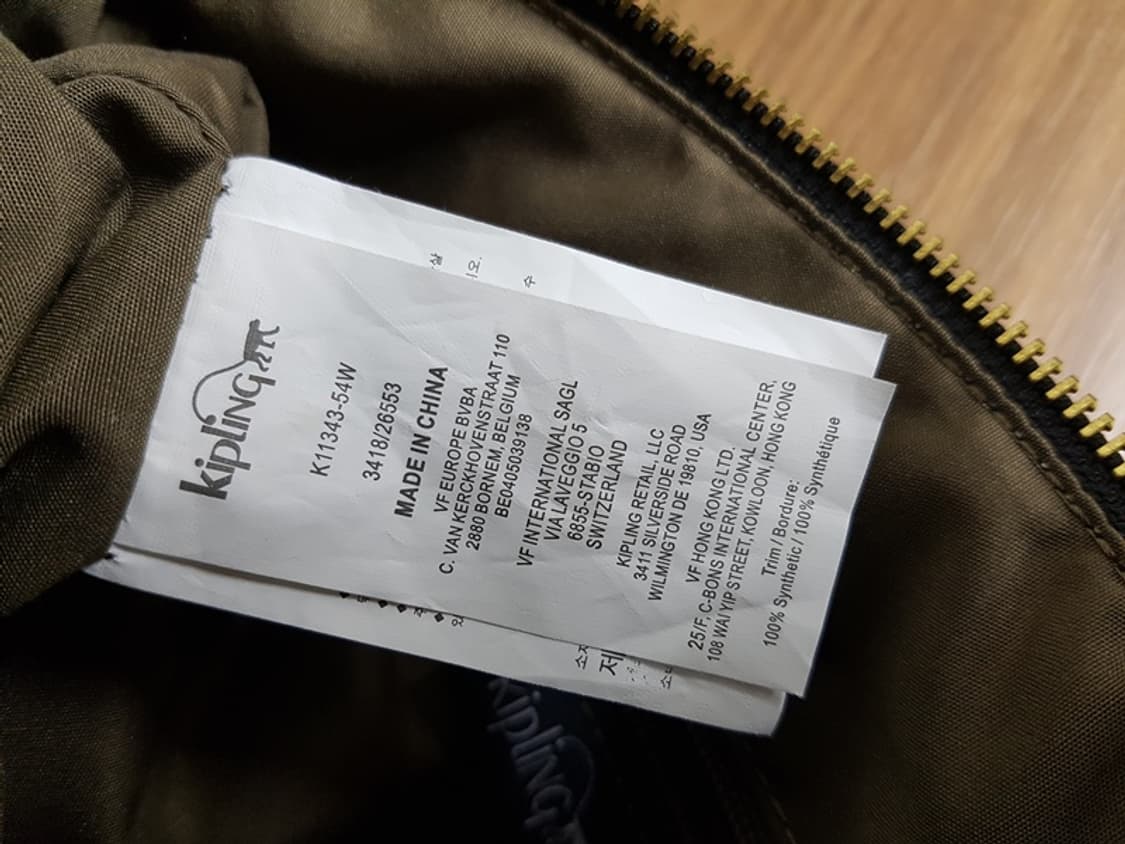 kipling
K11343-54W
3418/26553
MADE IN CHINA
VF EUROPE BVBA
C. VAN KERCKHOVENSTRAAT 110
2880 BORNEM, BELGIUM
BE0405039138
VF INTERNATIONAL SAGL
VIA LAVEGGIO 5
6855-STABIO
SWITZERLAND
KIPLING RETAIL, LLC
3411 SILVERSIDE ROAD
WILMINGTON DE 19810, USA
VF HONG KONG LTD.
25/F, C-BONS INTERNATIONAL CENTER,
108 WAI YIP STREET, KOWLOON, HONG KONG
Trim / Bordure:
100% Synthetic / 100% Synthétique
수
kipling